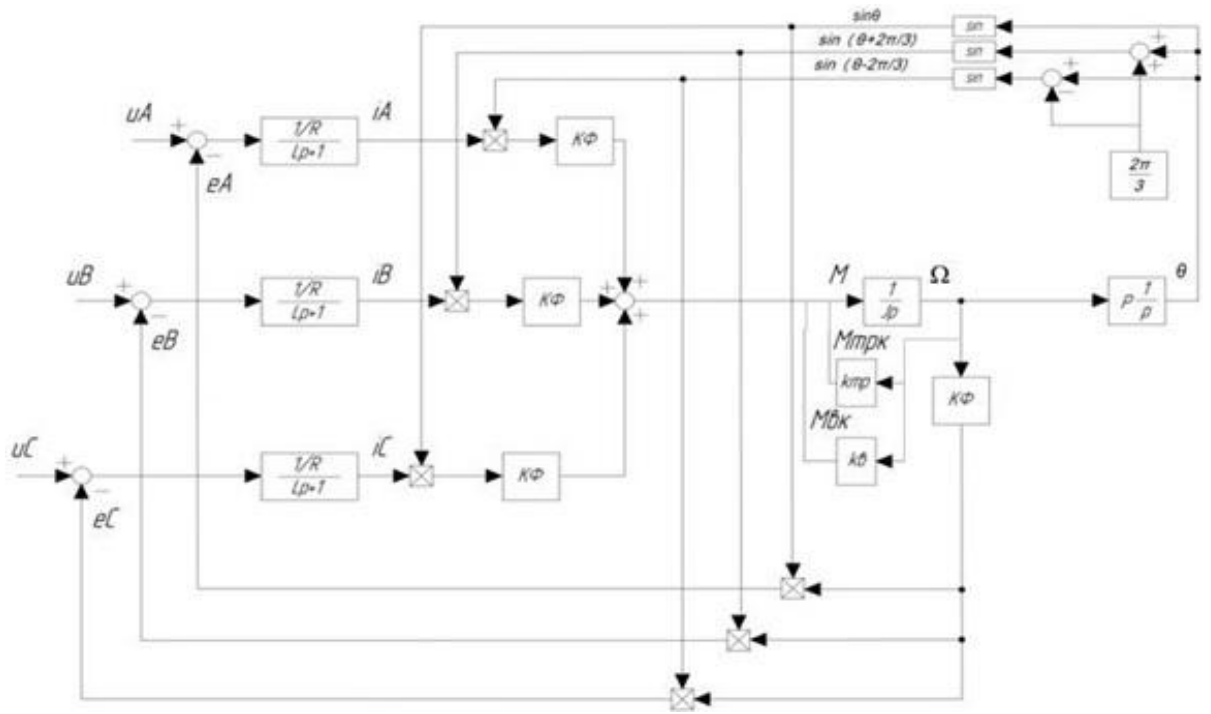 sinθ
sin
sin (θ+2π/3)
sin
sin (θ-2π/3)
sin
+
+
+
-
2π
3
uA
+
-
eA
1/R
Lp+1
iA
КФ
uB
+
-
eB
1/R
Lp+1
iB
КФ
+
+
+
M
1
Jp
Ω
P 1
p
θ
Mтрк
kтр
Mвк
kв
КФ
uC
+
-
eC
1/R
Lp+1
iC
КФ